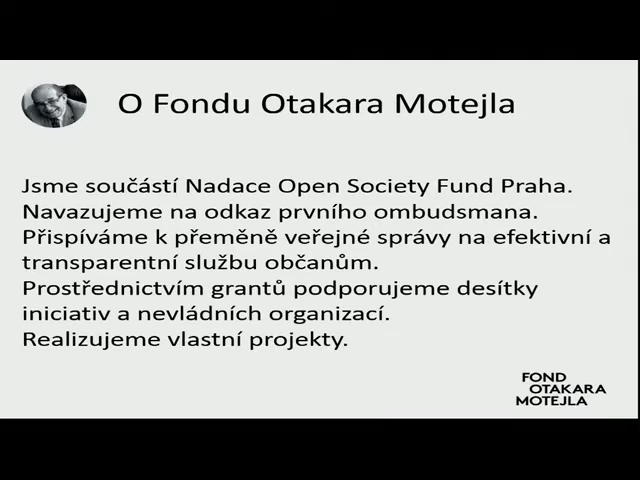 O Fondu Otakara Motejla
Jsme součástí Nadace Open Society Fund Praha.
Navazujeme na odkaz prvního ombudsmana.
Přispíváme k přeměně veřejné správy na efektivní a
transparentní službu občanům.
Prostřednictvím grantů podporujeme desítky
iniciativ a nevládních organizací.
Realizujeme vlastní projekty.
FOND
OTAKARA
MOTEJLA